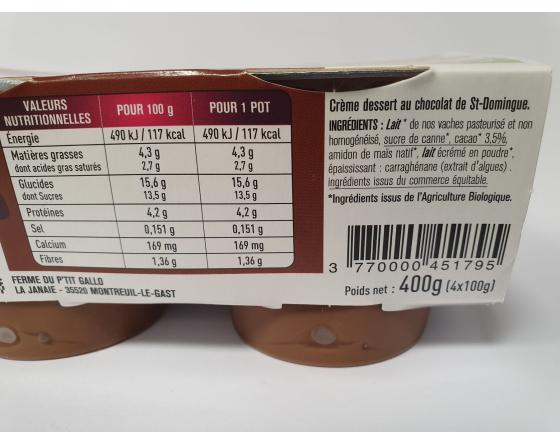 VALEURS NUTRITIONNELLES POUR 100 g POUR 1 POT
Énergie 490 kJ / 117 kcal 490 kJ / 117 kcal
Matières grasses 4,3 g 4,3 g
dont acides gras saturés 2,7 g 2,7 g
Glucides 15,6 g 15,6 g
dont Sucres 13,5 g 13,5 g
Protéines 4,2 g 4,2 g
Sel 0,151 g 0,151 g
Calcium 169 mg 169 mg
Fibres 1,36 g 1,36 g
FERME DU P'TIT GALLO
LA JANAIE - 35520 MONTREUIL-LE-GAST
Crème dessert au chocolat de St-Domingue.
INGRÉDIENTS : Lait* de nos vaches pasteurisé et non
homogénéisé, sucre de canne*, cacao* 3,5%,
amidon de maïs natif*, lait écrémé en poudre*,
épaississant : carraghénane (extrait d'algues).
ingrédients issus du commerce équitable.
*Ingrédients issus de l'Agriculture Biologique.
3 770000 451795
Poids net : 400g (4x100g)